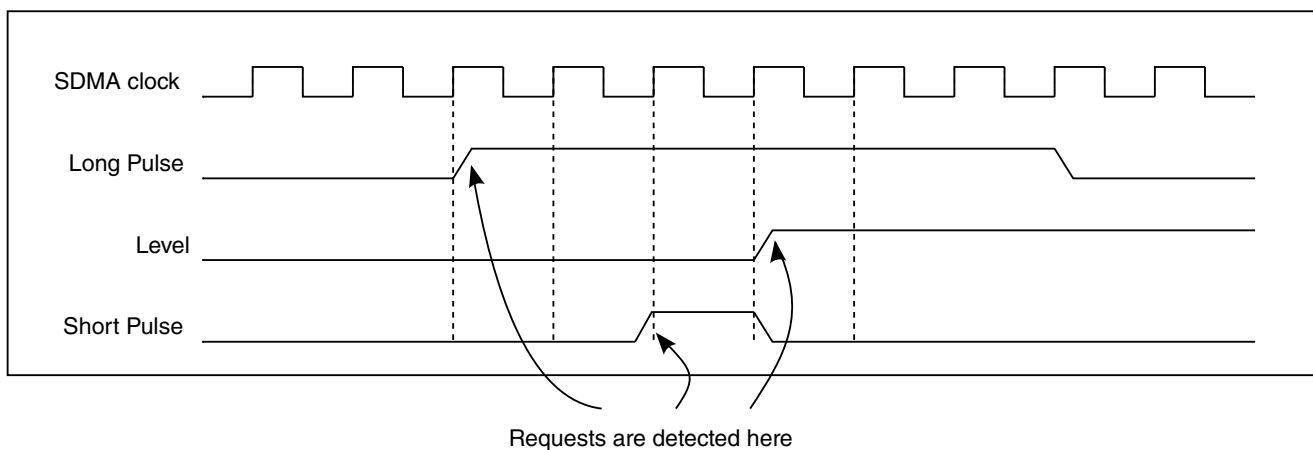 SDMA clock
Long Pulse
Level
Short Pulse
Requests are detected here